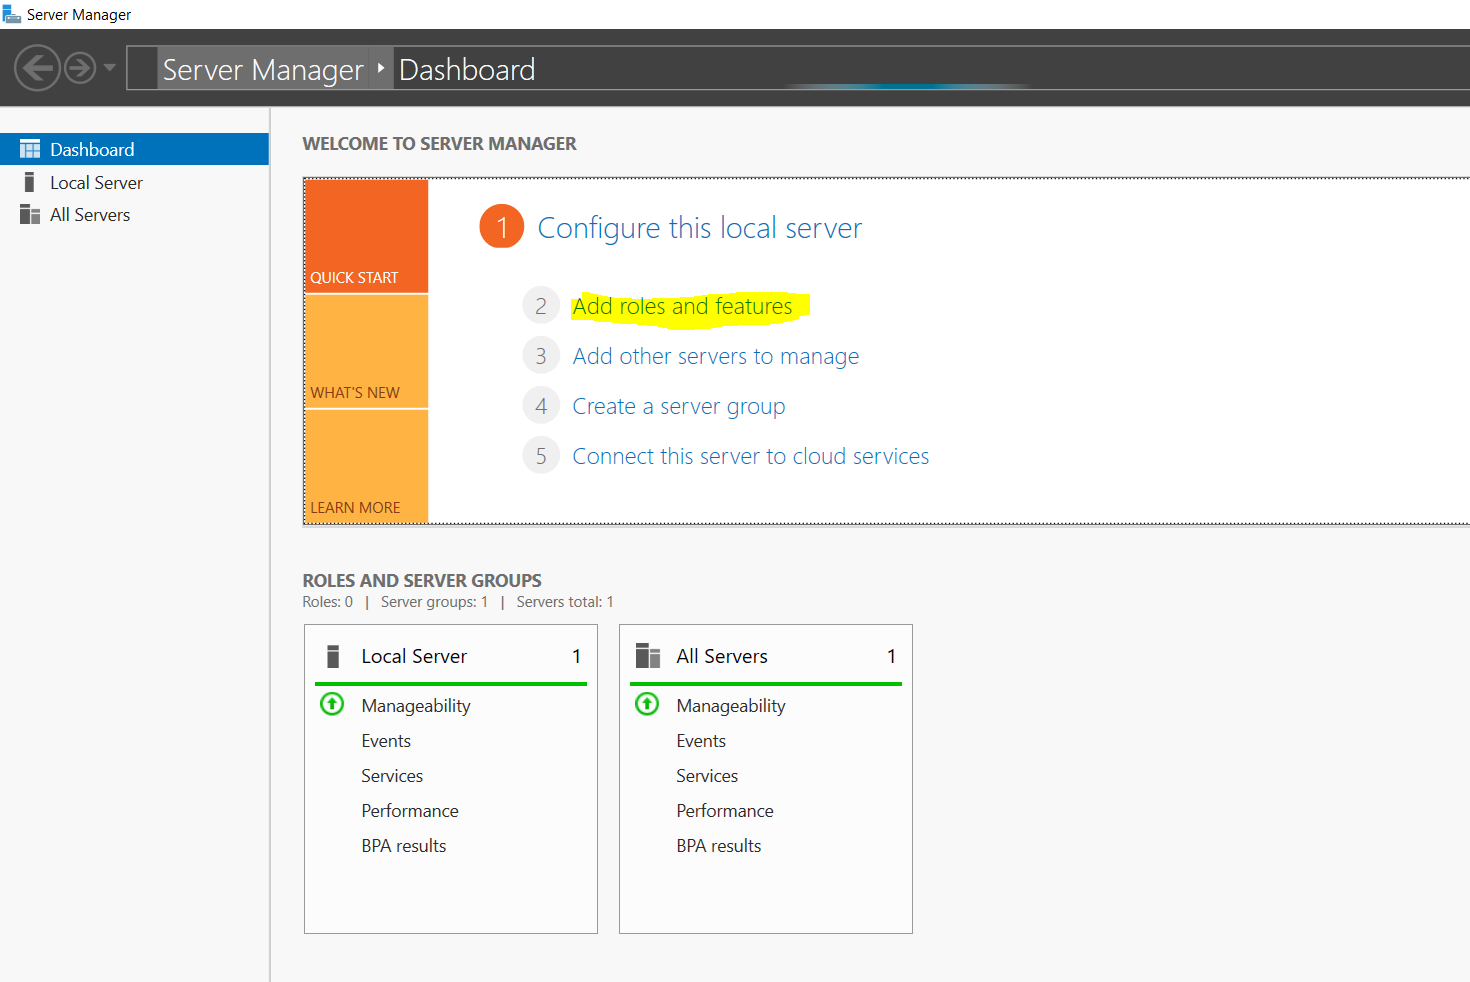 Server Manager
Server Manager ▸ Dashboard
Dashboard
Local Server
All Servers
WELCOME TO SERVER MANAGER
QUICK START
WHAT'S NEW
LEARN MORE
1 Configure this local server
2 Add roles and features
3 Add other servers to manage
4 Create a server group
5 Connect this server to cloud services
ROLES AND SERVER GROUPS
Roles: 0 | Server groups: 1 | Servers total: 1
Local Server 1
Manageability
Events
Services
Performance
BPA results
All Servers 1
Manageability
Events
Services
Performance
BPA results